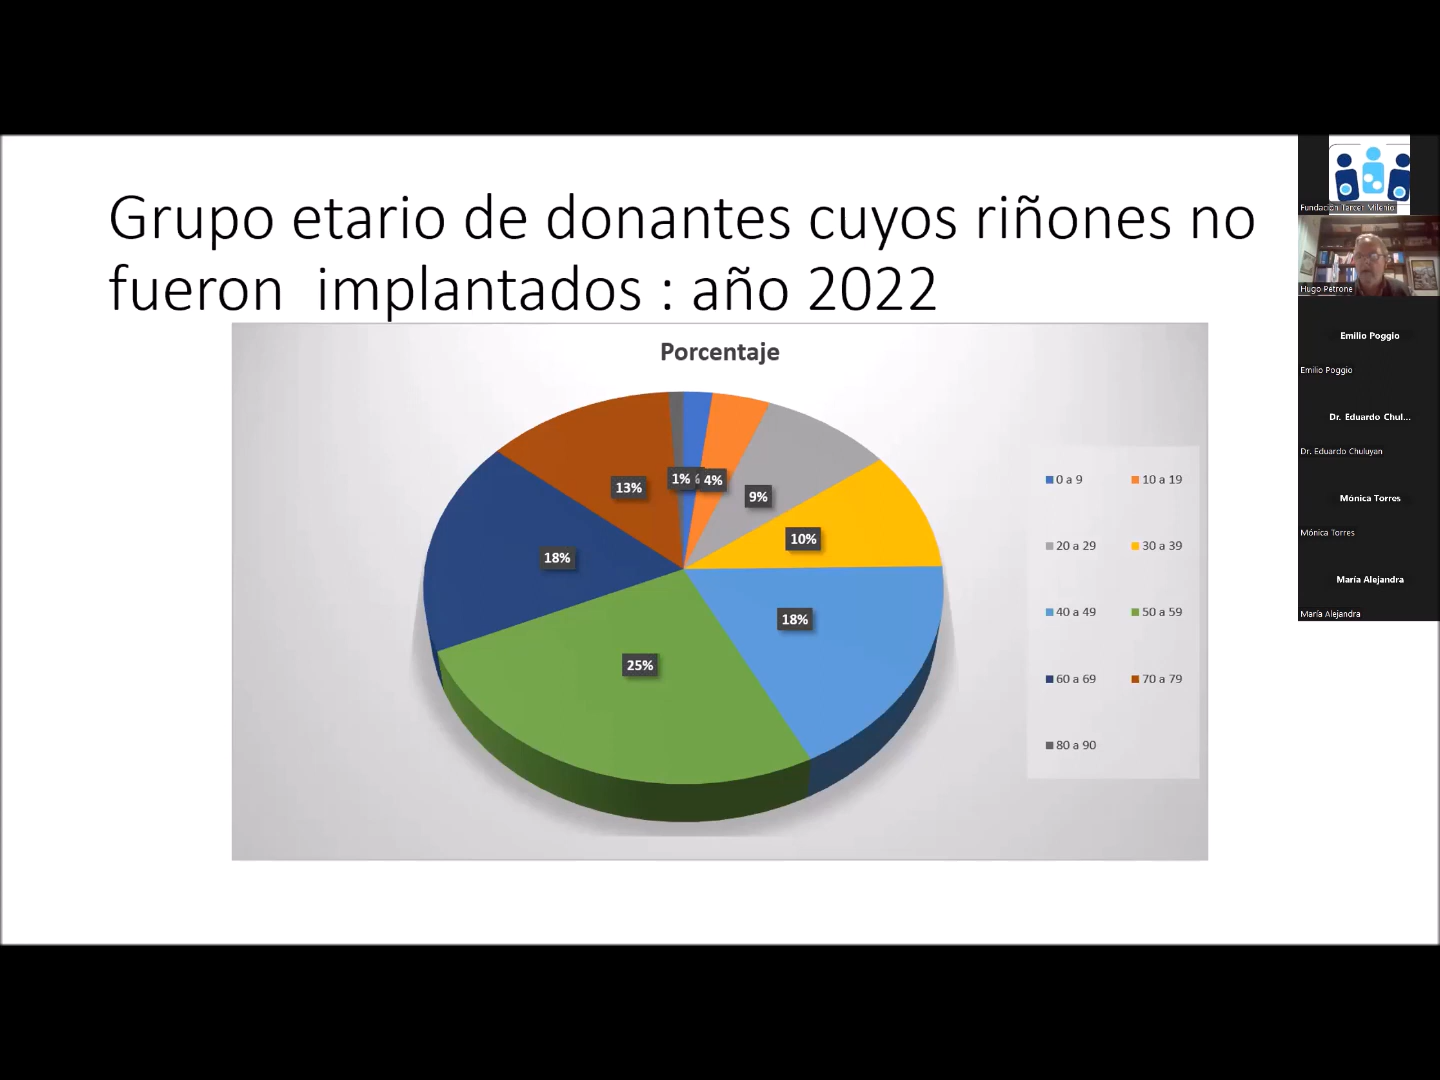 Grupo etario de donantes cuyos riñones no
fueron implantados : año 2022
Porcentaje
13%
1%
4%
9%
10%
18%
18%
25%
0 a 9
10 a 19
20 a 29
30 a 39
40 a 49
50 a 59
60 a 69
70 a 79
80 a 90
Fundación Tercer Milenio
Hugo Petrone
Emilio Poggio
Emilio Poggio
Dr. Eduardo Chul...
Dr. Eduardo Chuluyan
Mónica Torres
Mónica Torres
María Alejandra
María Alejandra